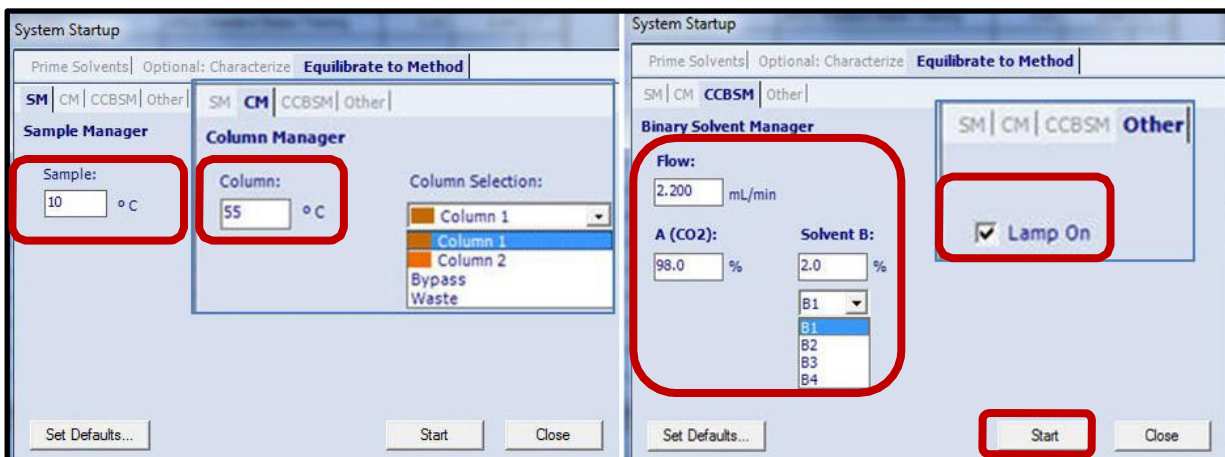 System Startup
Prime Solvents Optional: Characterize Equilibrate to Method
SM CM CCBSM Other
Sample Manager
Sample:
10 °C
SM CM CCBSM Other
Column Manager
Column:
55 °C
Column Selection:
Column 1
Column 1
Column 2
Bypass
Waste
Set Defaults... Start Close
System Startup
Prime Solvents Optional: Characterize Equilibrate to Method
SM CM CCBSM Other
Binary Solvent Manager
Flow:
2.200 mL/min
A (CO2): Solvent B:
98.0 % 2.0 %
B1
B1
B2
B3
B4
SM CM CCBSM Other
Lamp On
Set Defaults... Start Close